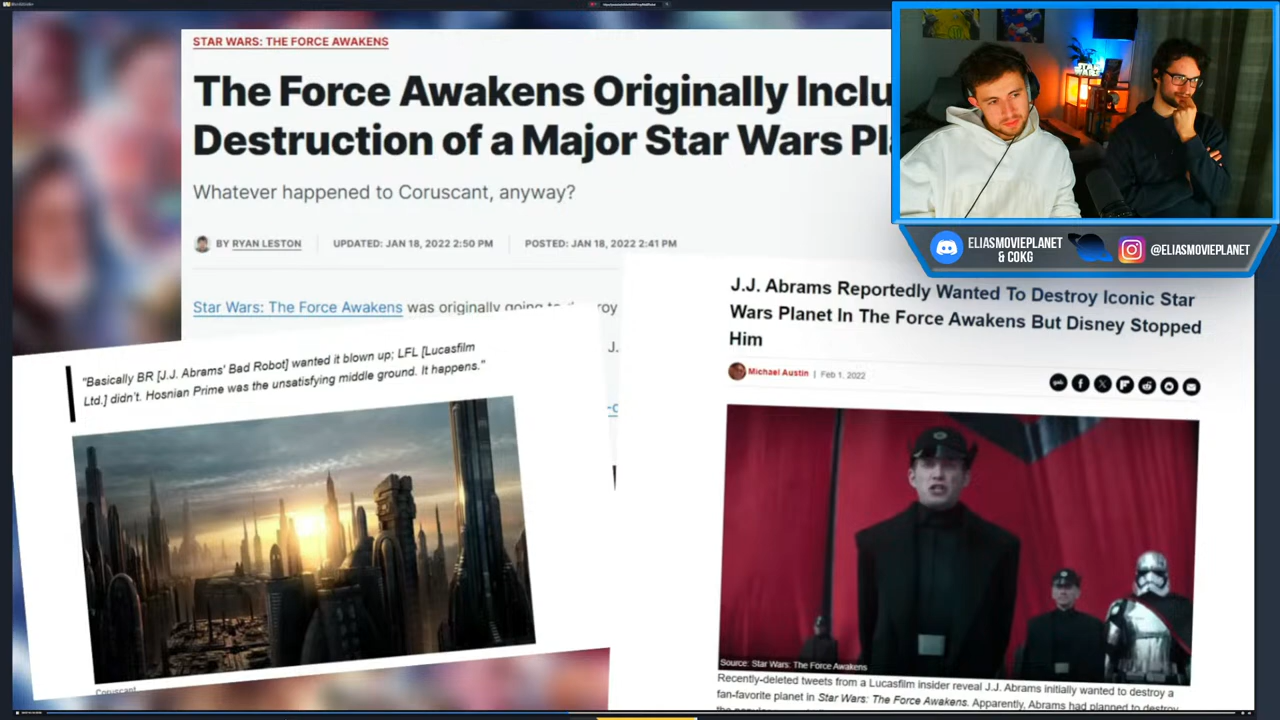 STAR WARS: THE FORCE AWAKENS
The Force Awakens Originally Inclu
Destruction of a Major Star Wars Pl
Whatever happened to Coruscant, anyway?
BY RYAN LESTON
UPDATED: JAN 18, 2022 2:50 PM
POSTED: JAN 18, 2022 2:41 PM
Star Wars: The Force Awakens was originally going to destroy
J.
"Basically BR [J.J. Abrams' Bad Robot] wanted it blown up; LFL [Lucasfilm
Ltd.] didn't. Hosnian Prime was the unsatisfying middle ground. It happens."
Coruscant
J.J. Abrams Reportedly Wanted To Destroy Iconic Star
Wars Planet In The Force Awakens But Disney Stopped
Him
Michael Austin | Feb 1, 2022
Source: Star Wars: The Force Awakens
Recently-deleted tweets from a Lucasfilm insider reveal J.J. Abrams initially wanted to destroy a
fan-favorite planet in Star Wars: The Force Awakens. Apparently, Abrams had planned to destroy
STAR WARS
ELIASMOVIEPLANET
& COKG
@ELIASMOVIEPLANET